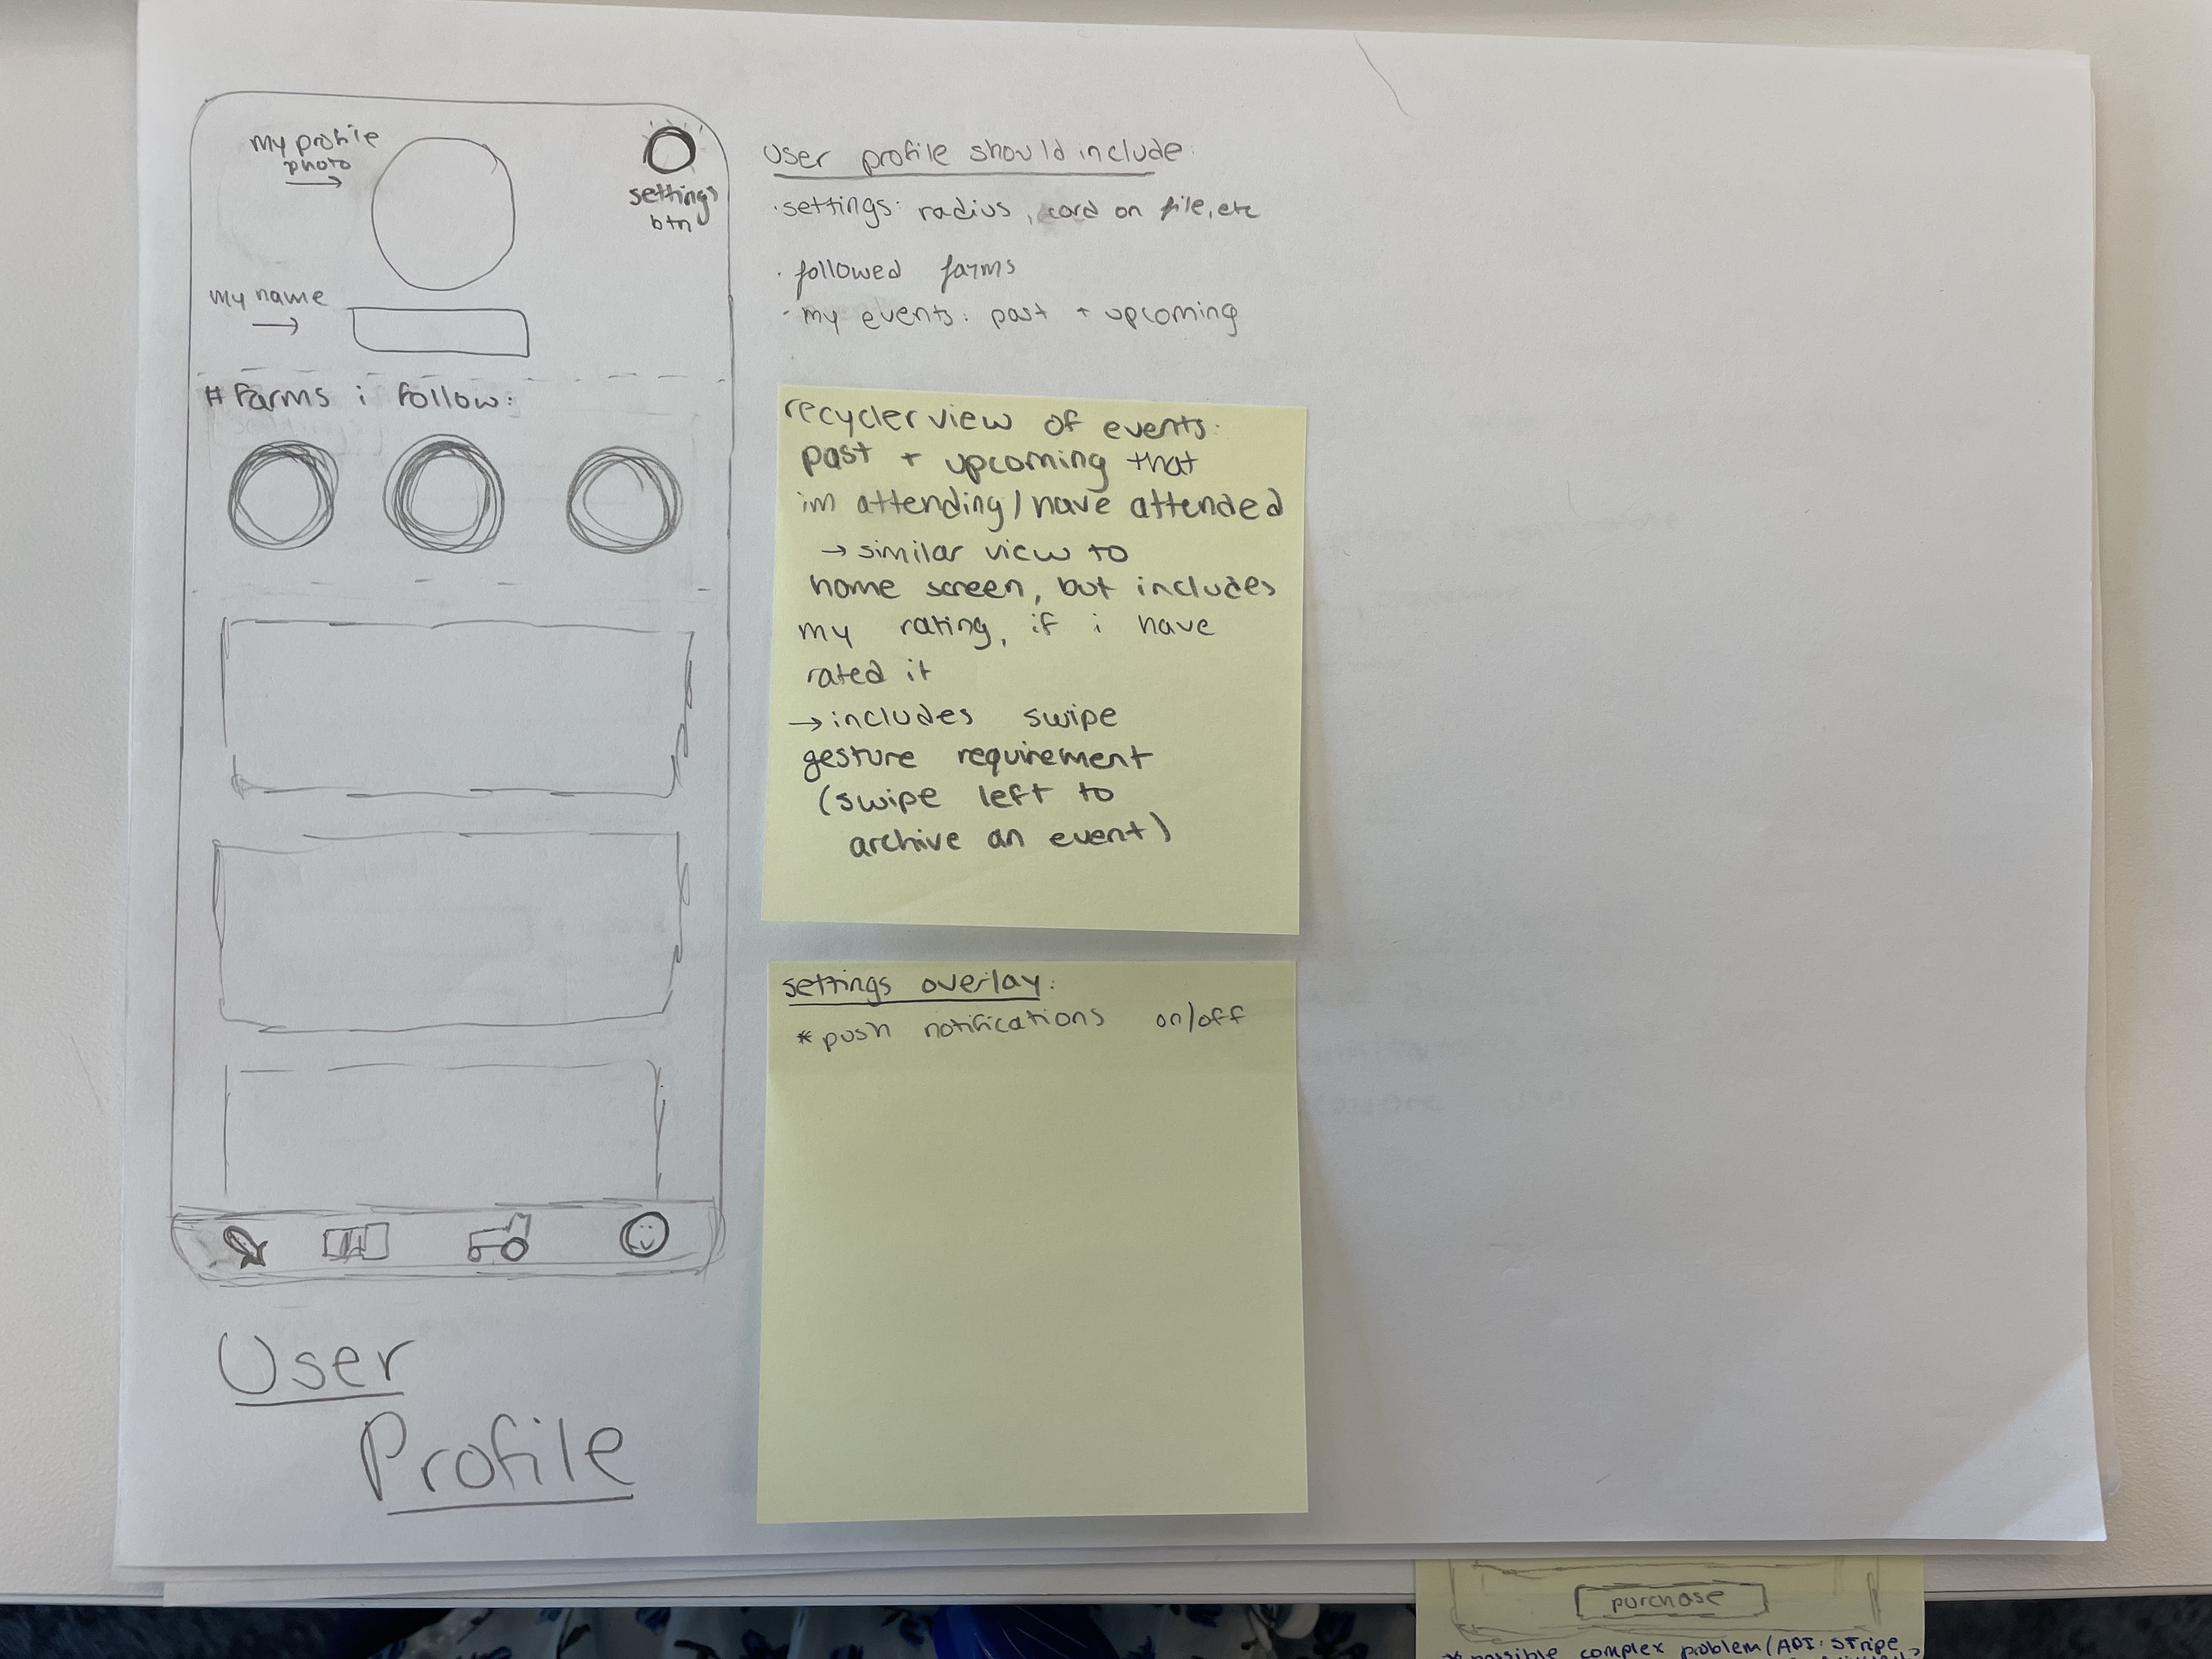 my profile
photo
settings
btn
my name
# Farms i follow:
User
Profile
User profile should include:
·settings: radius, card on file, etc
· followed farms
· my events: past + upcoming
recycler view of events:
past + upcoming that
im attending/have attended
→ similar view to
home screen, but includes
my rating, if i have
rated it
→ includes swipe
gesture requirement
(swipe left to
archive an event)
settings overlay:
* push notifications on/off
purchase
* possible complex problem (API: Stripe